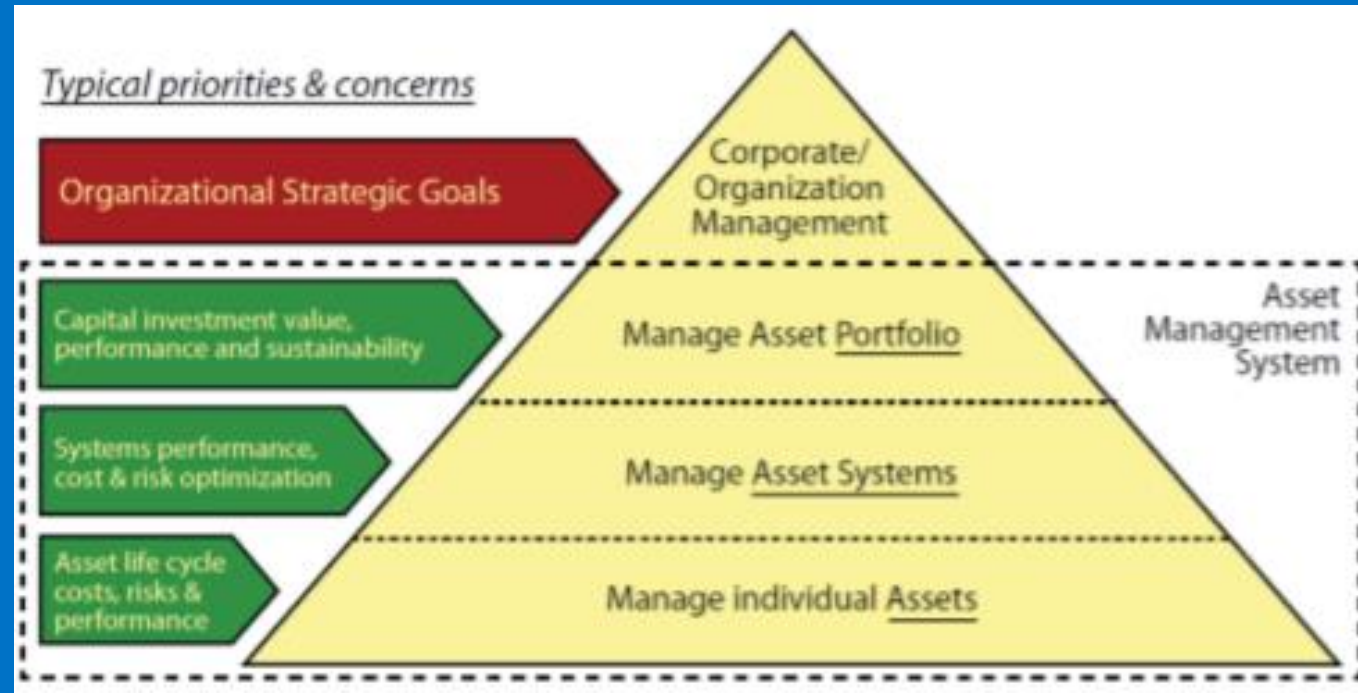 Typical priorities & concerns
Organizational Strategic Goals
Corporate/
Organization
Management
Capital investment value,
performance and sustainability
Manage Asset Portfolio
Asset
Management
System
Systems performance,
cost & risk optimization
Manage Asset Systems
Asset life cycle
costs, risks &
performance
Manage individual Assets